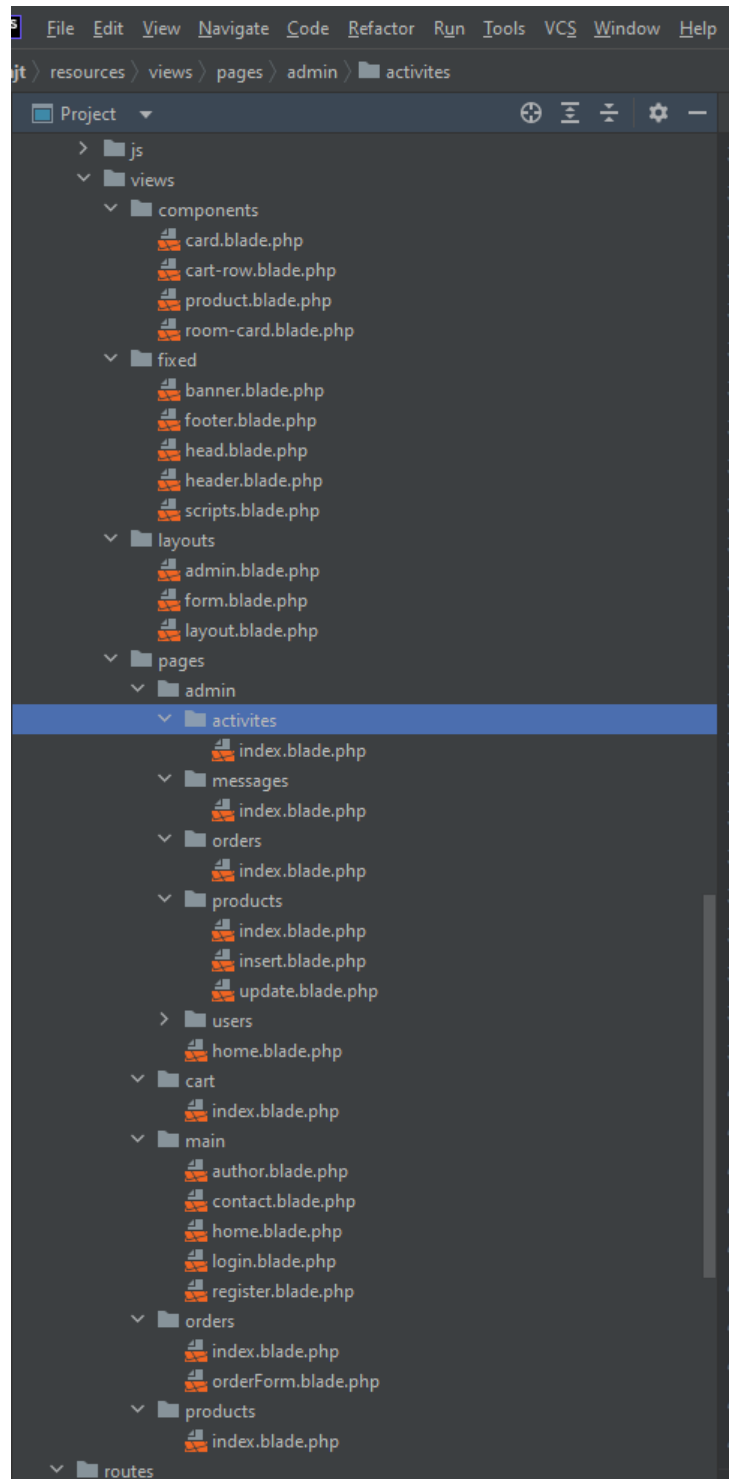 File Edit View Navigate Code Refactor Run Tools VCS Window Help
resources views pages admin activites
Project
js
views
components
card.blade.php
cart-row.blade.php
product.blade.php
room-card.blade.php
fixed
banner.blade.php
footer.blade.php
head.blade.php
header.blade.php
scripts.blade.php
layouts
admin.blade.php
form.blade.php
layout.blade.php
pages
admin
activites
index.blade.php
messages
index.blade.php
orders
index.blade.php
products
index.blade.php
insert.blade.php
update.blade.php
users
home.blade.php
cart
index.blade.php
main
author.blade.php
contact.blade.php
home.blade.php
login.blade.php
register.blade.php
orders
index.blade.php
orderForm.blade.php
products
index.blade.php
routes